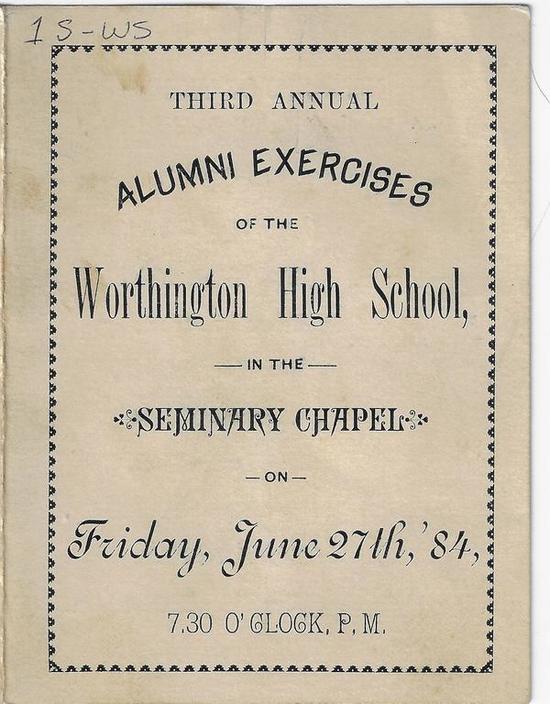 1 S-WS
THIRD ANNUAL
ALUMNI EXERCISES
OF THE
Worthington High School,
— IN THE —
SEMINARY CHAPEL
— ON —
Friday, June 27th, '84,
7.30 O'CLOCK, P. M.